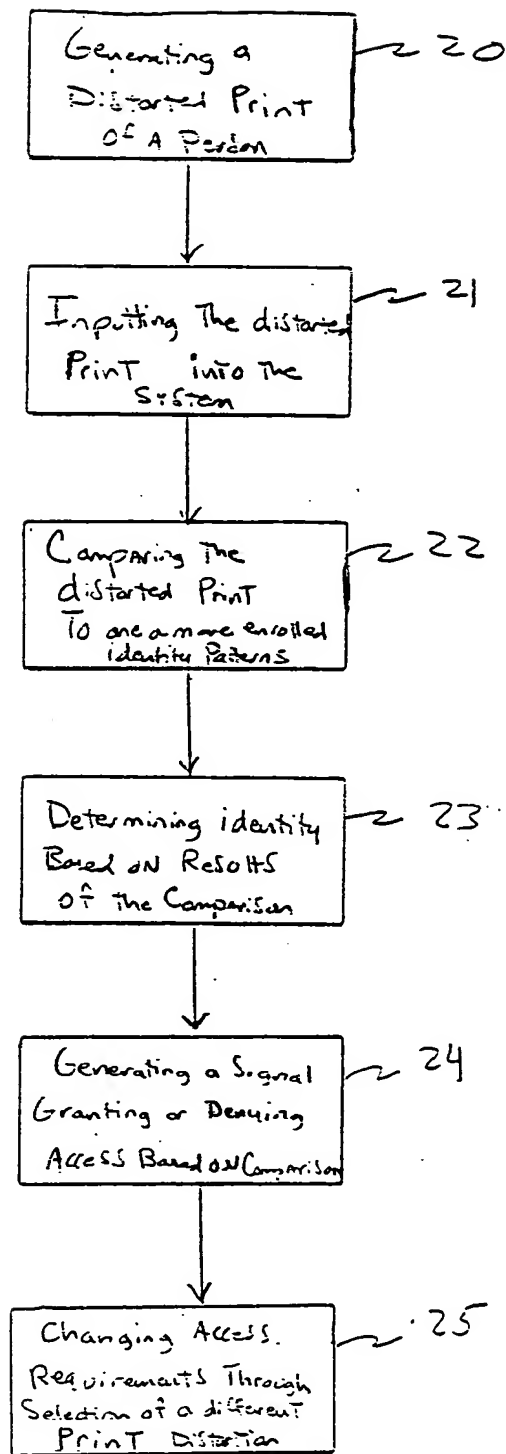 Generating a
Distorted Print
Of A Perdon
20
Inputting The distorted
Print into the
System
21
Comparing The
distorted Print
To one a more enrolled
identity Patterns
22
Determining identity
Based on Results
of the Comparison
23
Generating a Signal
Granting or Denying
Access Based on Comparison
24
Changing Access
Requirements Through
Selection of a different
Print Distortion
25